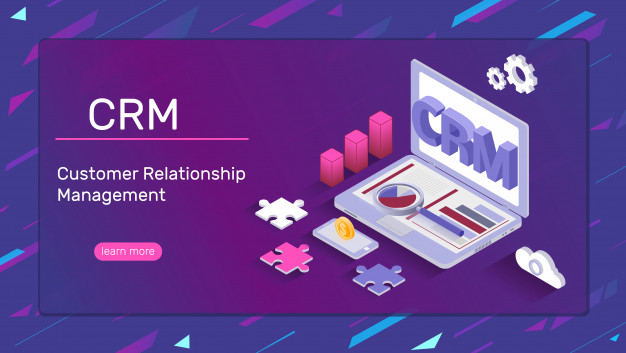 CRM
Customer Relationship
Management
learn more
CRM